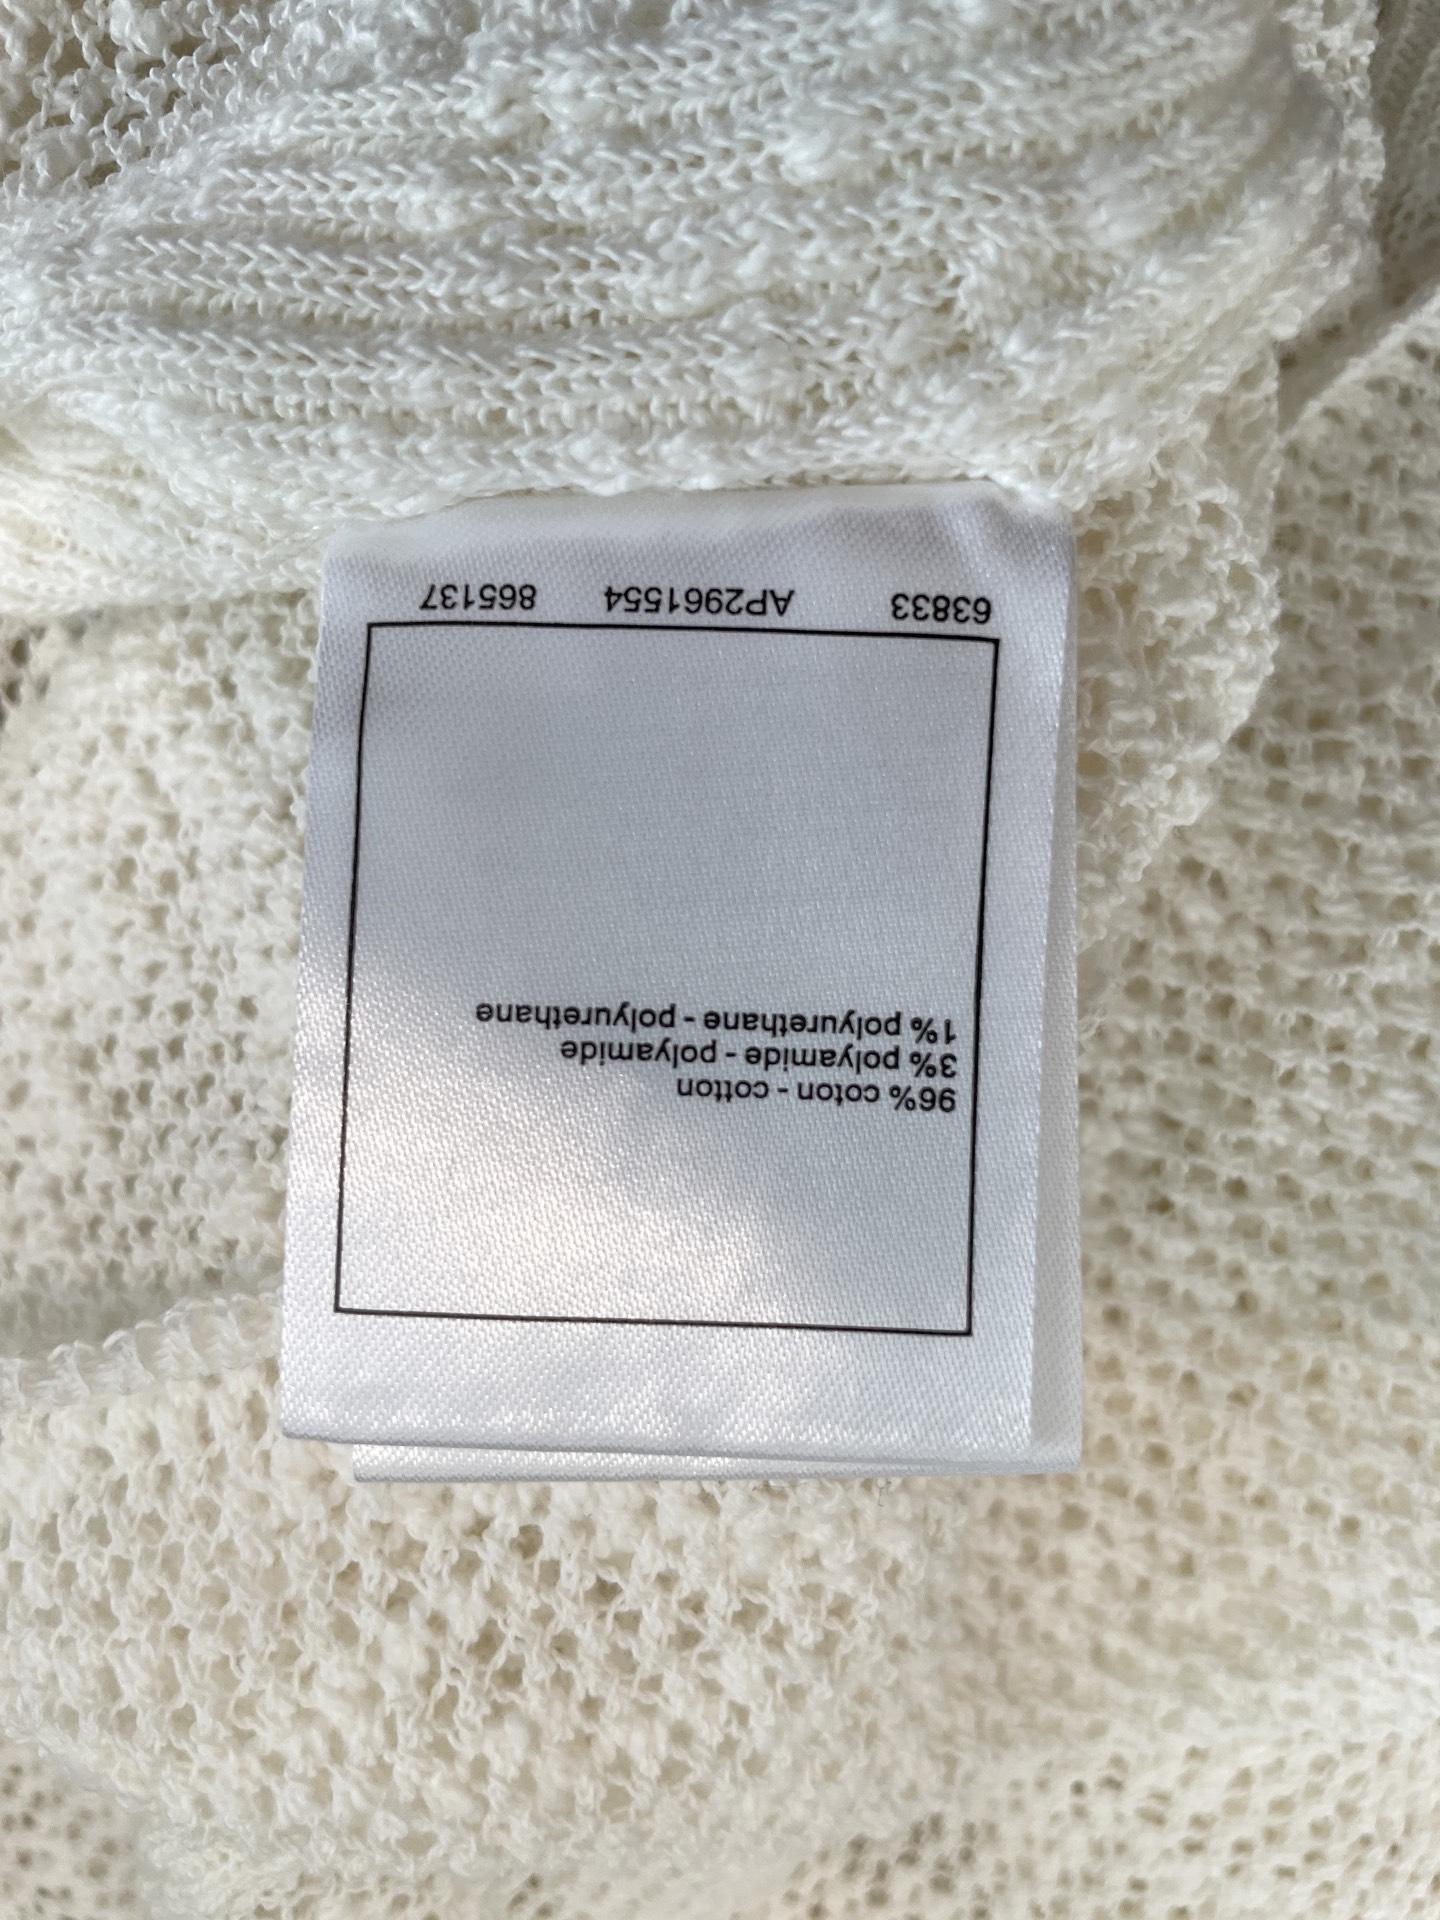 96% coton - cotton
3% polyamide - polyamide
1% polyurethane - polyurethane
63833 AP2961554 865137